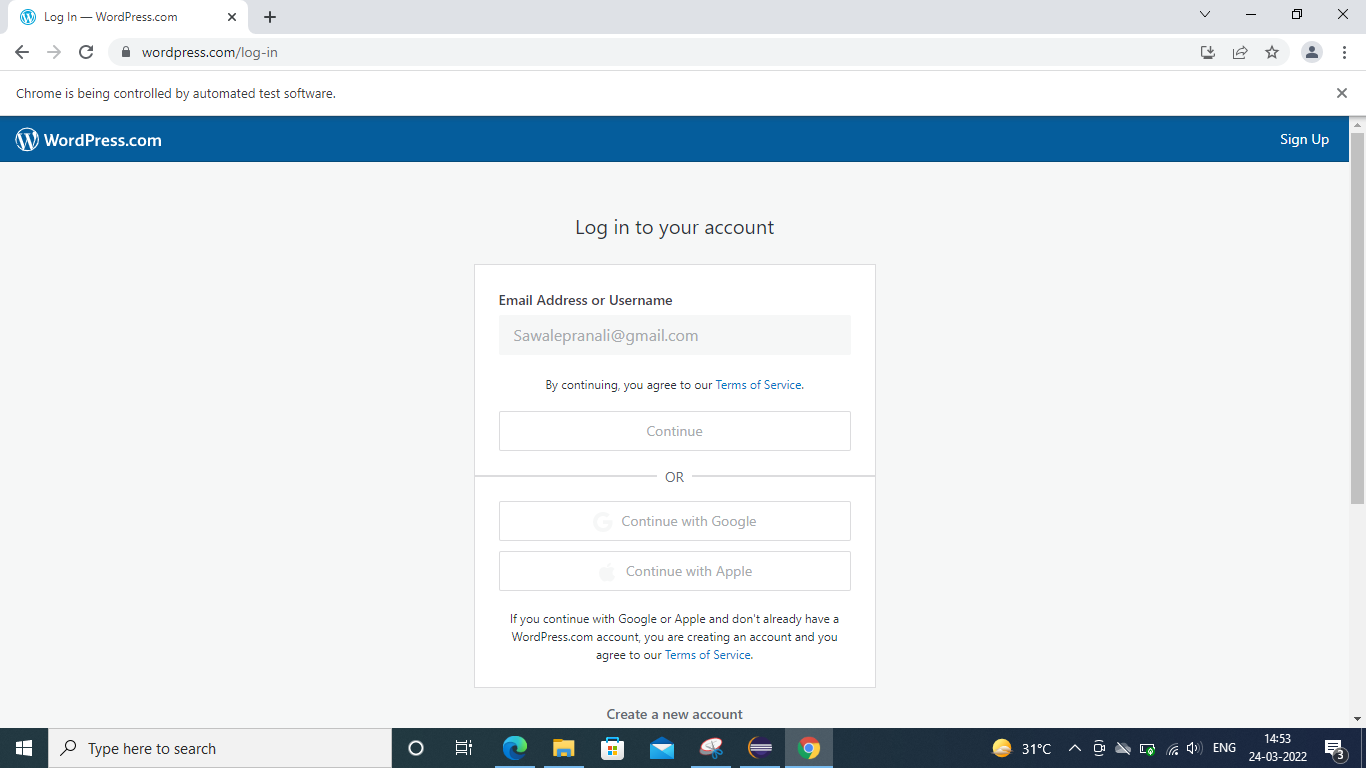 Log In — WordPress.com
wordpress.com/log-in
Chrome is being controlled by automated test software.
WordPress.com
Sign Up
Log in to your account
Email Address or Username
Sawalepranali@gmail.com
By continuing, you agree to our Terms of Service.
Continue
OR
Continue with Google
Continue with Apple
If you continue with Google or Apple and don't already have a
WordPress.com account, you are creating an account and you
agree to our Terms of Service.
Create a new account
Type here to search
31°C
ENG
14:53
24-03-2022
3